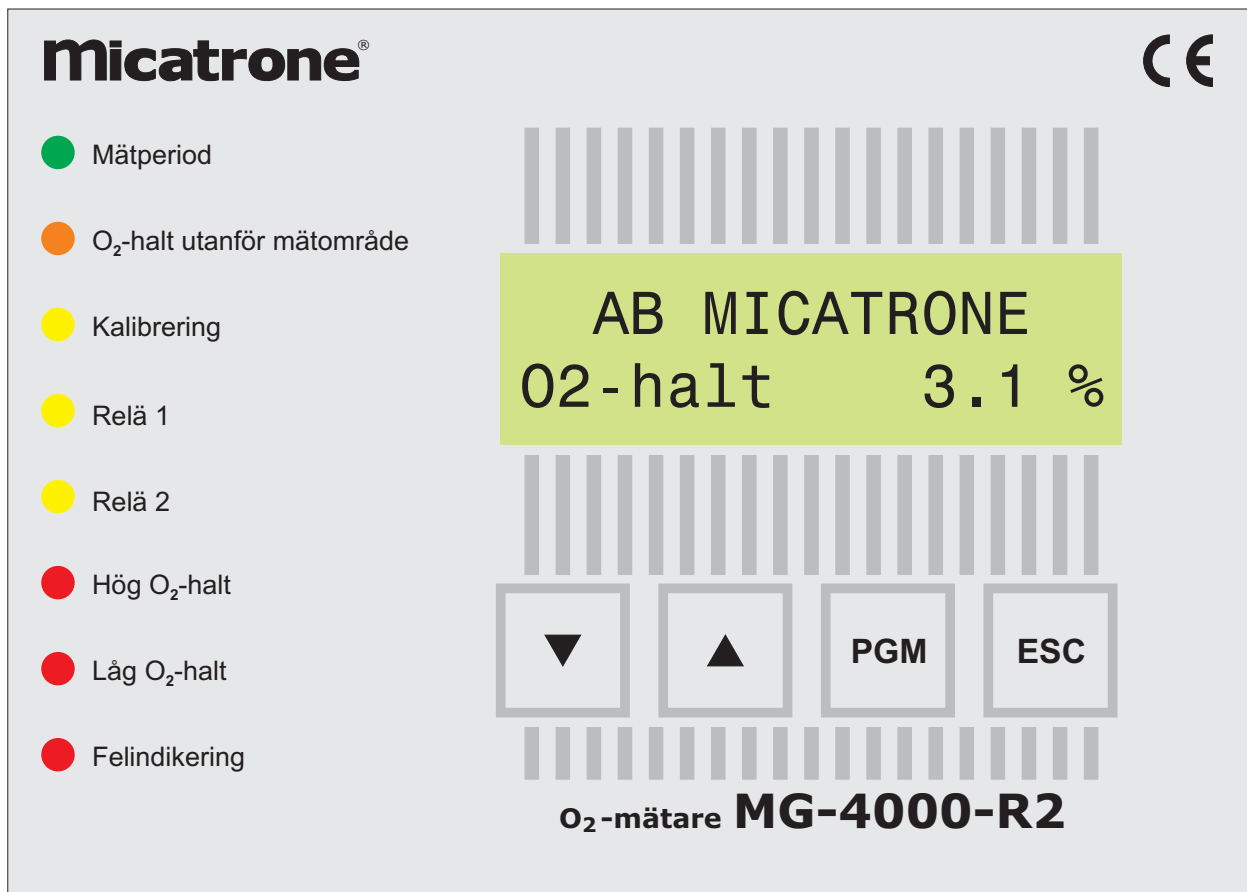 Micatrone®
CE
Mätperiod
O₂-halt utanför mätområde
Kalibrering
Relä 1
Relä 2
Hög O₂-halt
Låg O₂-halt
Felindikering
AB MICATRONE
O2-halt 3.1 %
▼ ▲ PGM ESC
O₂-mätare MG-4000-R2